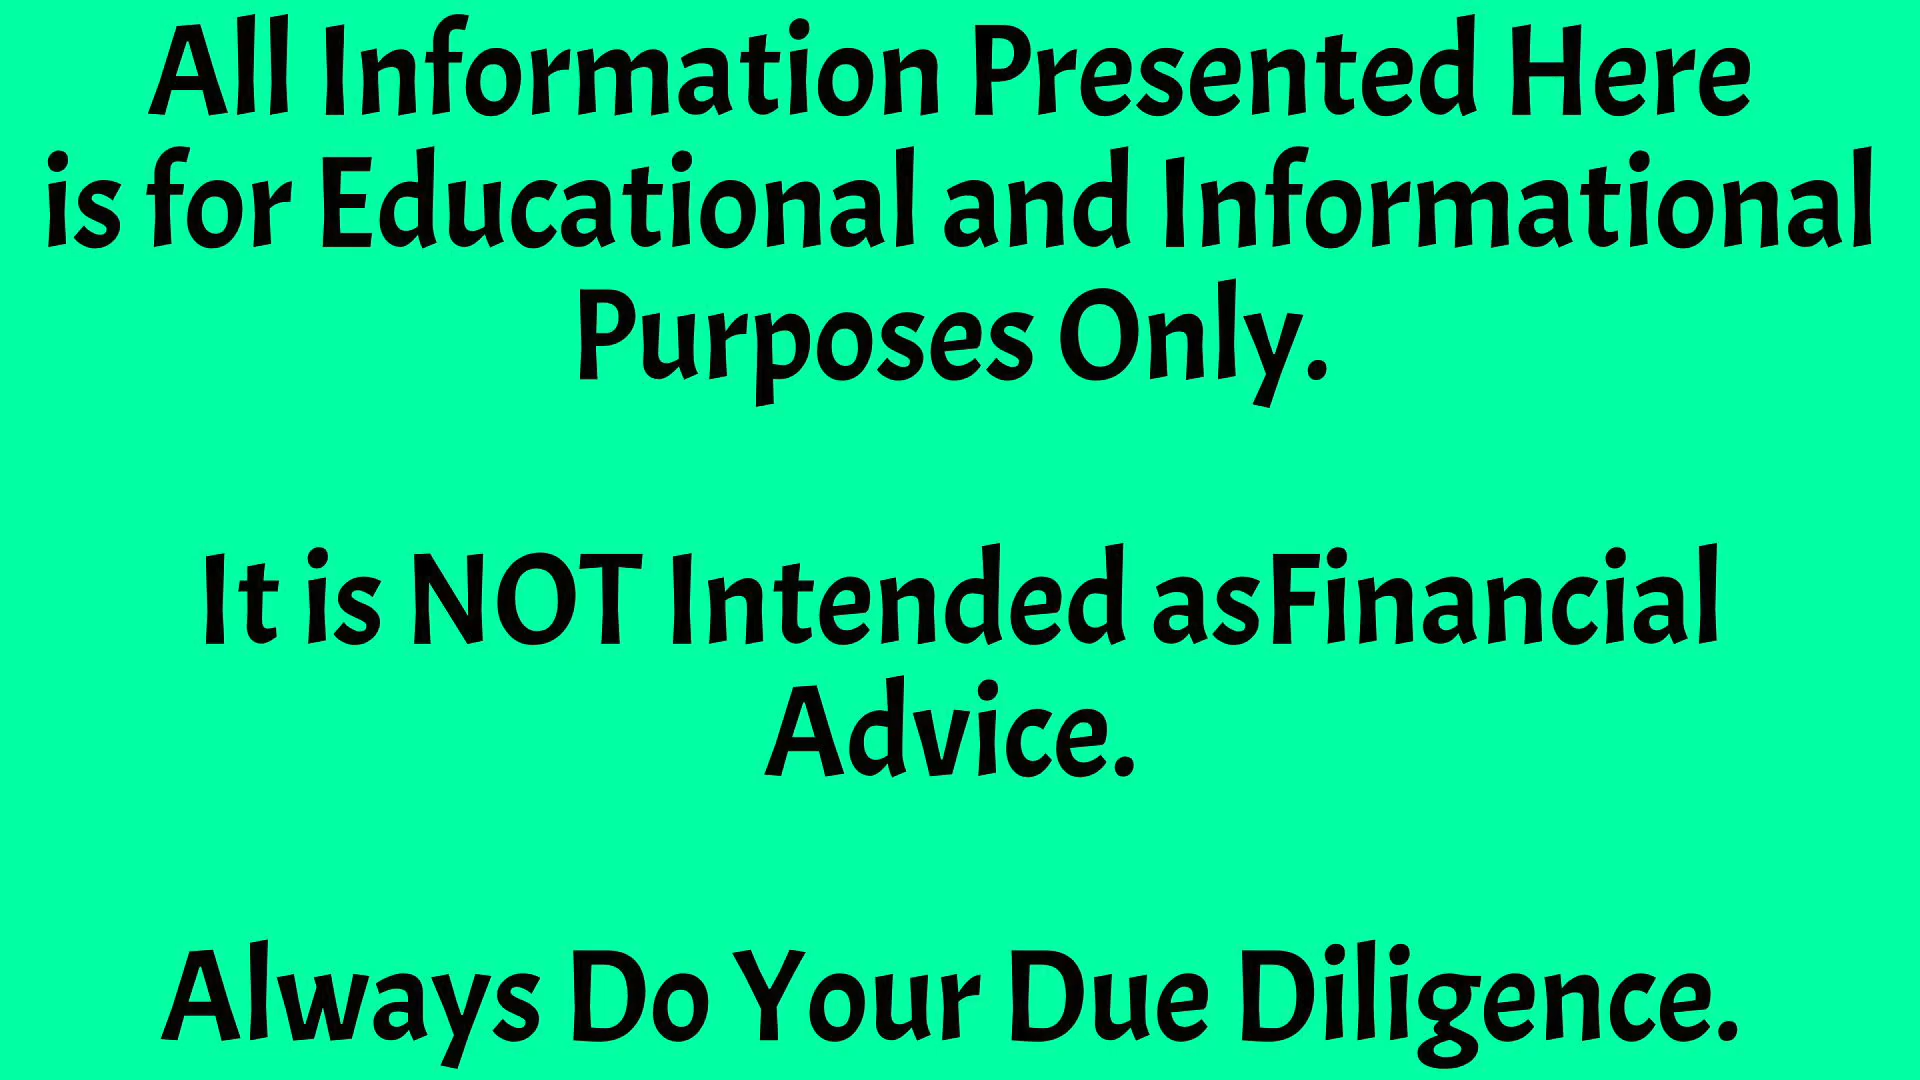 All Information Presented Here
is for Educational and Informational
Purposes Only.
It is NOT Intended asFinancial
Advice.
Always Do Your Due Diligence.